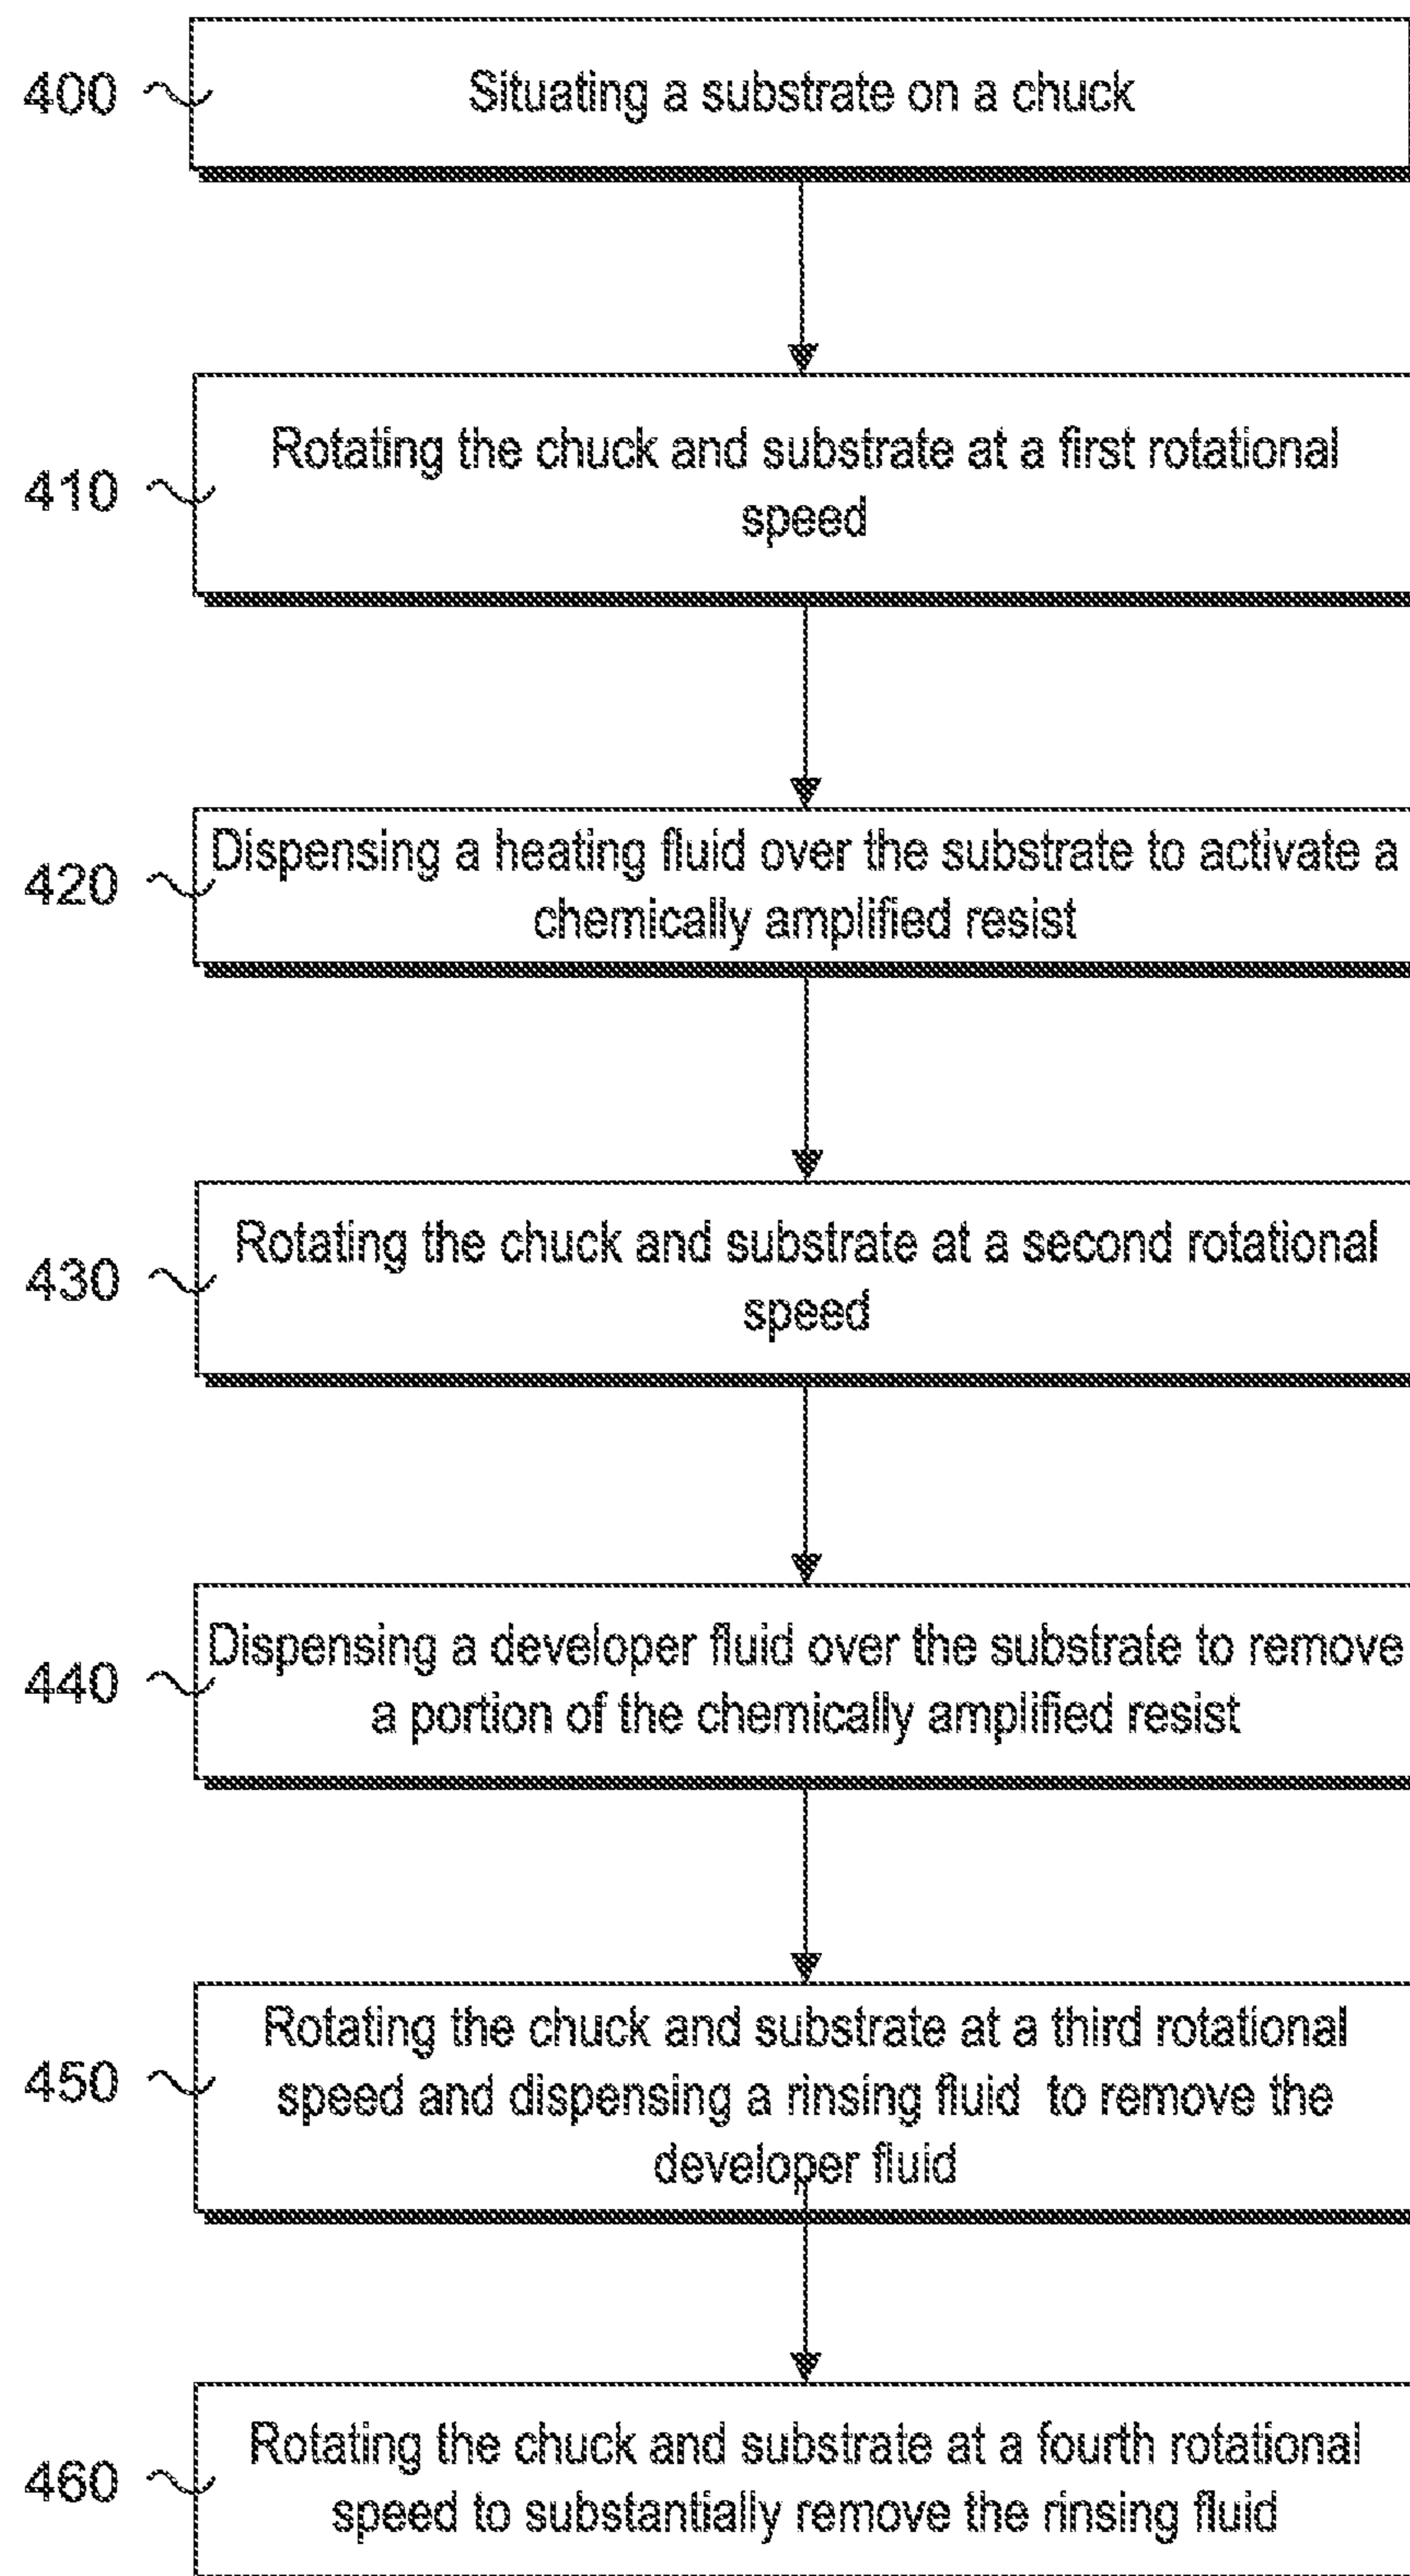 400
Situating a substrate on a chuck
410
Rotating the chuck and substrate at a first rotational
speed
420
Dispensing a heating fluid over the substrate to activate a
chemically amplified resist
430
Rotating the chuck and substrate at a second rotational
speed
440
Dispensing a developer fluid over the substrate to remove
a portion of the chemically amplified resist
450
Rotating the chuck and substrate at a third rotational
speed and dispensing a rinsing fluid to remove the
developer fluid
460
Rotating the chuck and substrate at a fourth rotational
speed to substantially remove the rinsing fluid